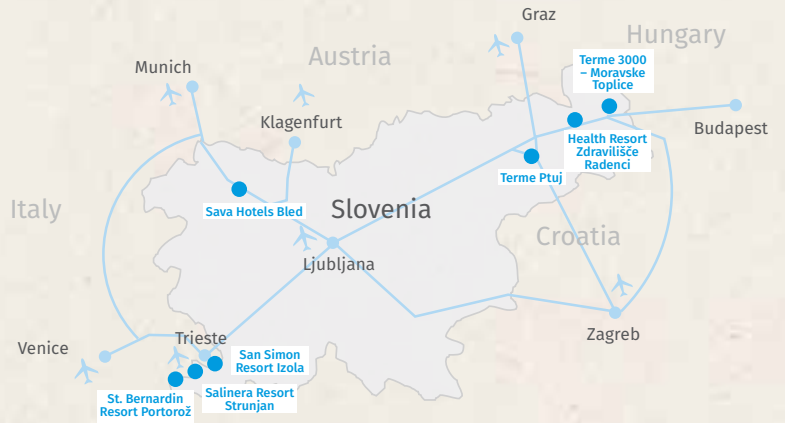 Graz
Hungary
Austria
Munich
Terme 3000
– Moravske
Toplice
Klagenfurt
Budapest
Health Resort
Zdravilišče
Radenci
Terme Ptuj
Italy
Sava Hotels Bled
Slovenia
Croatia
Ljubljana
Zagreb
Trieste
Venice
San Simon
Resort Izola
Salinera Resort
Strunjan
St. Bernardin
Resort Portorož